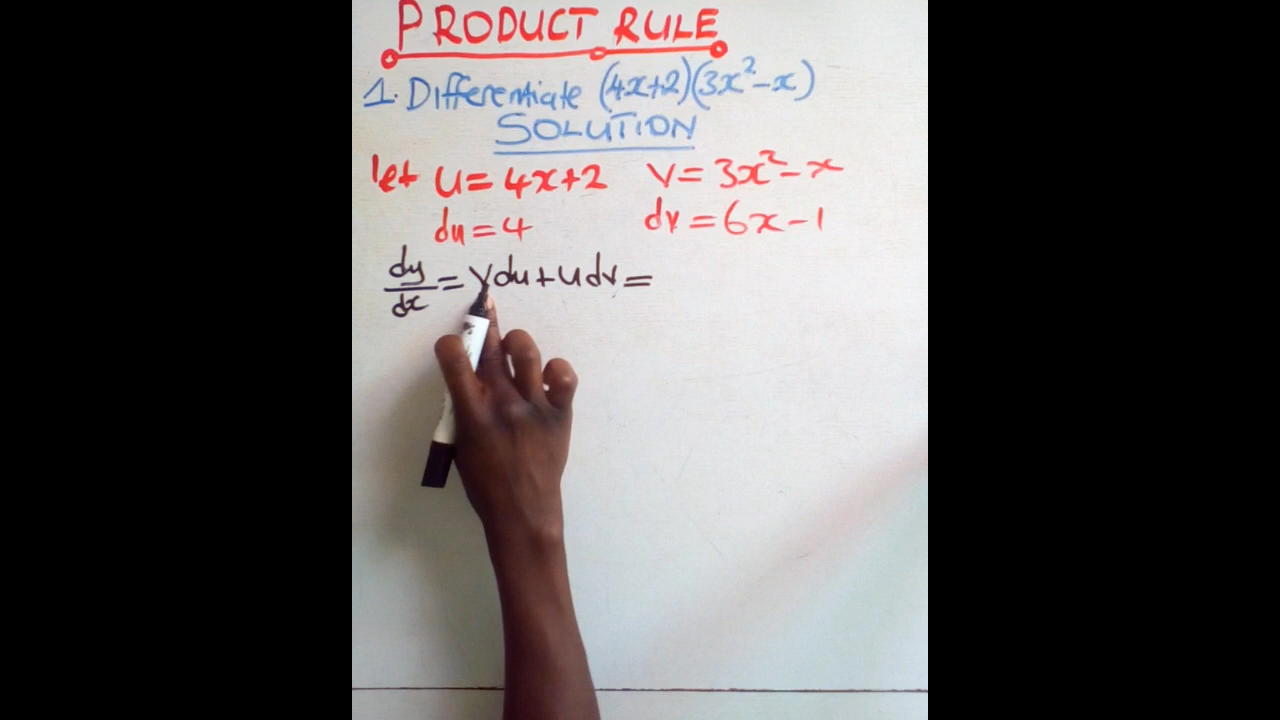 PRODUCT RULE
1. Differentiate (4x+2)(3x²-x)
SOLUTION
let u=4x+2 v=3x²-x
du=4 dv=6x-1
dy/dx = vdu+udv=